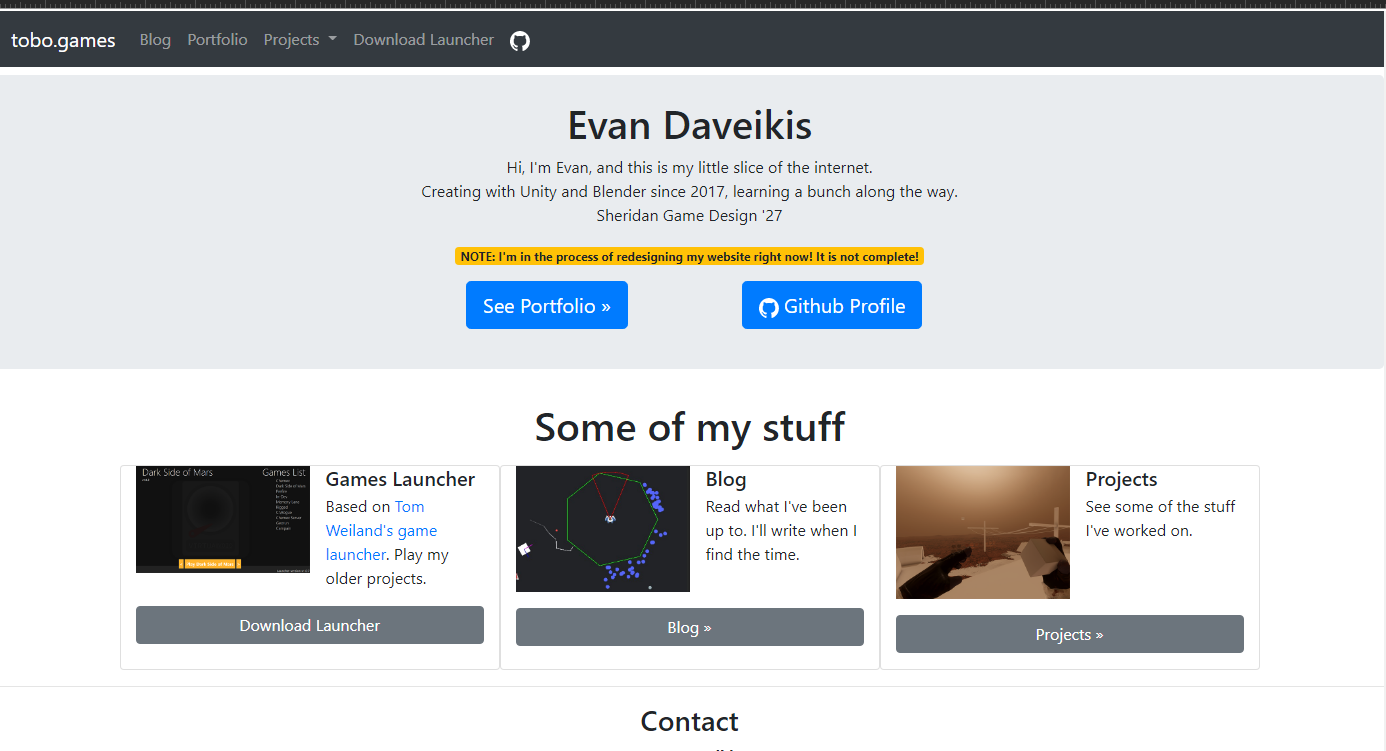 tobo.games Blog Portfolio Projects Download Launcher
Evan Daveikis
Hi, I'm Evan, and this is my little slice of the internet.
Creating with Unity and Blender since 2017, learning a bunch along the way.
Sheridan Game Design '27
NOTE: I'm in the process of redesigning my website right now! It is not complete!
See Portfolio »
Github Profile
Some of my stuff
Dark Side of Mars
Games List
Games Launcher
Based on Tom
Weiland's game
launcher. Play my
older projects.
Download Launcher
Blog
Read what I've been
up to. I'll write when I
find the time.
Blog »
Projects
See some of the stuff
I've worked on.
Projects »
Contact